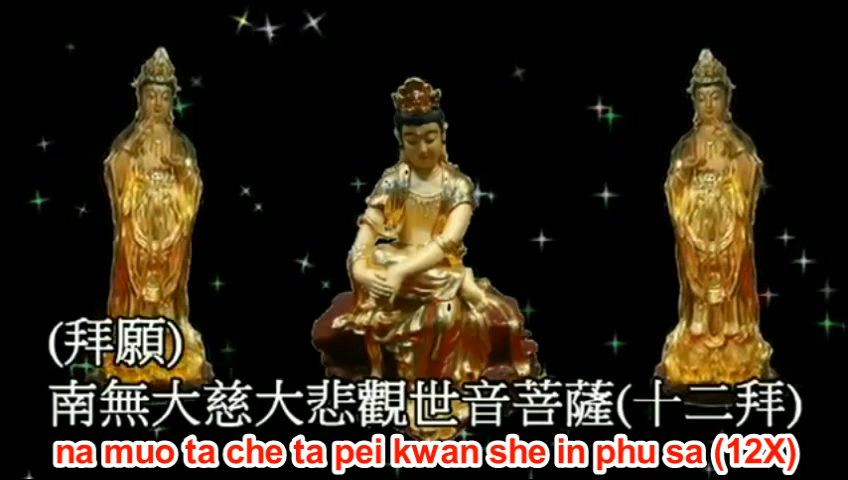 (拜願)
南無大慈大悲觀世音菩薩(十二拜)
na muo ta che ta pei kwan she in phu sa (12X)